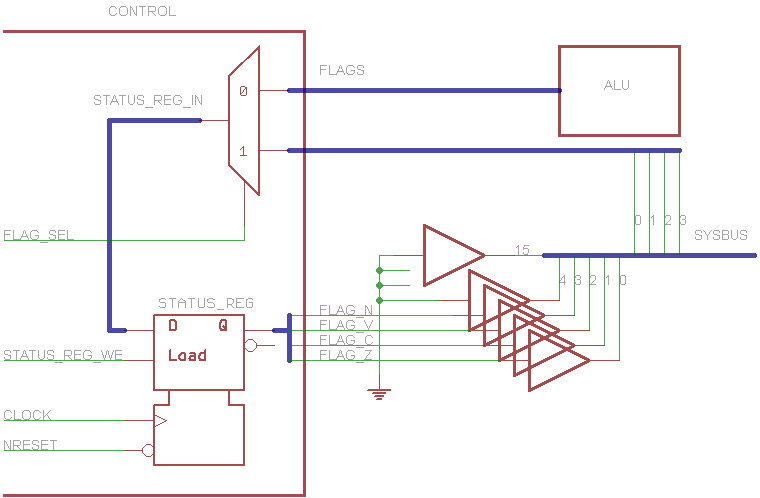 CONTROL
FLAGS
0
ALU
STATUS_REG_IN
1
0 1 2 3
FLAG_SEL
SYSBUS
15
4 3 2 1 0
STATUS_REG
FLAG_N
D Q
FLAG_V
FLAG_C
STATUS_REG_WE
Load
FLAG_Z
CLOCK
NRESET